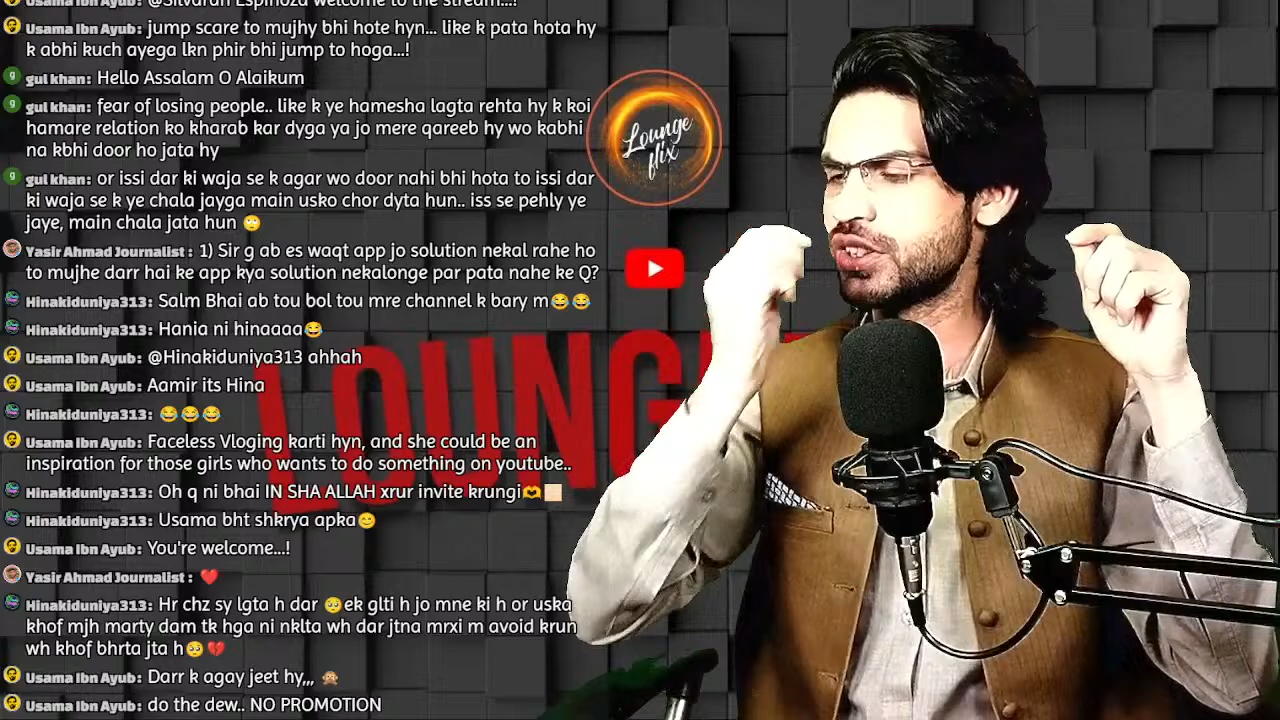 Usama Ibn Ayub: @Silvaran Espinoza welcome to the stream...!
Usama Ibn Ayub: jump scare to mujhy bhi hote hyn... like k pata hota hy
k abhi kuch ayega lkn phir bhi jump to hoga...!
gul khan: Hello Assalam O Alaikum
gul khan: fear of losing people.. like k ye hamesha lagta rehta hy k koi
hamare relation ko kharab kar dyga ya jo mere qareeb hy wo kabhi
na kbhi door ho jata hy
gul khan: or issi dar ki waja se k agar wo door nahi bhi hota to issi dar
ki waja se k ye chala jayga main usko chor dyta hun.. iss se pehly ye
jaye, main chala jata hun 🙄
Yasir Ahmad Journalist : 1) Sir g ab es waqt app jo solution nekal rahe ho
to mujhe darr hai ke app kya solution nekalonge par pata nahe ke Q?
Hinakiduniya313: Salm Bhai ab tou bol tou mre channel k bary m😂😂
Hinakiduniya313: Hania ni hinaaaa😂
Usama Ibn Ayub: @Hinakiduniya313 ahhah
Usama Ibn Ayub: Aamir its Hina
Hinakiduniya313: 😂😂😂
Usama Ibn Ayub: Faceless Vloging karti hyn, and she could be an
inspiration for those girls who wants to do something on youtube..
Hinakiduniya313: Oh q ni bhai IN SHA ALLAH xrur invite krungi🫶🏻
Hinakiduniya313: Usama bht shkrya apka😊
Usama Ibn Ayub: You're welcome...!
Yasir Ahmad Journalist : ❤️
Hinakiduniya313: Hr chz sy lgta h dar 🥺ek glti h jo mne ki h or uska
khof mjh marty dam tk hga ni nklta wh dar jtna mrxi m avoid krun
wh khof bhrta jta h🥺💔
Usama Ibn Ayub: Darr k agay jeet hy,,, 🙊
Usama Ibn Ayub: do the dew.. NO PROMOTION
Lounge
flix
LOUNG